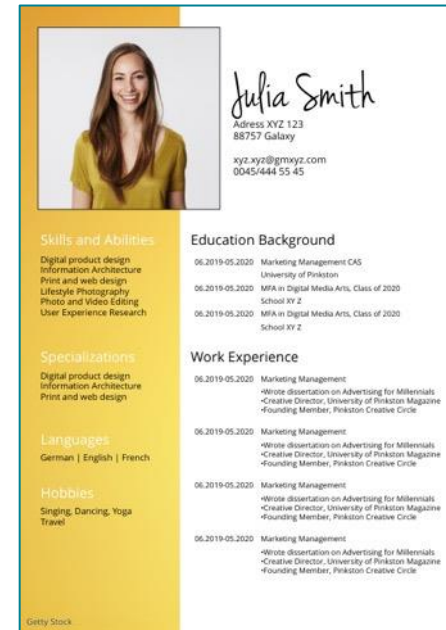 Julia Smith
Adress XYZ 123
88757 Galaxy
xyz.xyz@gmxyz.com
0045/444 55 45
Skills and Abilities
Digital product design
Information Architecture
Print and web design
Lifestyle Photography
Photo and Video Editing
User Experience Research
Specializations
Digital product design
Information Architecture
Print and web design
Languages
German | English | French
Hobbies
Singing, Dancing, Yoga
Travel
Education Background
06.2019-05.2020 Marketing Management CAS
University of Pinkston
06.2019-05.2020 MFA in Digital Media Arts, Class of 2020
School XY Z
06.2019-05.2020 MFA in Digital Media Arts, Class of 2020
School XY Z
Work Experience
06.2019-05.2020 Marketing Management
•Wrote dissertation on Advertising for Millennials
•Creative Director, University of Pinkston Magazine
•Founding Member, Pinkston Creative Circle
06.2019-05.2020 Marketing Management
•Wrote dissertation on Advertising for Millennials
•Creative Director, University of Pinkston Magazine
•Founding Member, Pinkston Creative Circle
06.2019-05.2020 Marketing Management
•Wrote dissertation on Advertising for Millennials
•Creative Director, University of Pinkston Magazine
•Founding Member, Pinkston Creative Circle
06.2019-05.2020 Marketing Management
•Wrote dissertation on Advertising for Millennials
•Creative Director, University of Pinkston Magazine
•Founding Member, Pinkston Creative Circle
Getty Stock